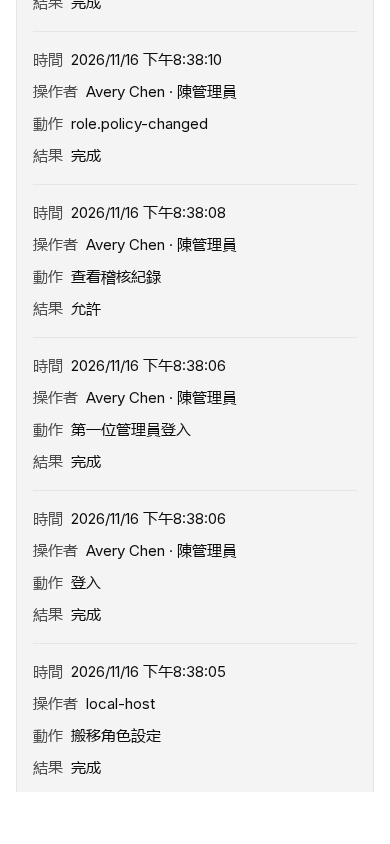 結果 完成
時間 2026/11/16 下午8:38:10
操作者 Avery Chen · 陳管理員
動作 role.policy-changed
結果 完成
時間 2026/11/16 下午8:38:08
操作者 Avery Chen · 陳管理員
動作 查看稽核紀錄
結果 允許
時間 2026/11/16 下午8:38:06
操作者 Avery Chen · 陳管理員
動作 第一位管理員登入
結果 完成
時間 2026/11/16 下午8:38:06
操作者 Avery Chen · 陳管理員
動作 登入
結果 完成
時間 2026/11/16 下午8:38:05
操作者 local-host
動作 搬移角色設定
結果 完成